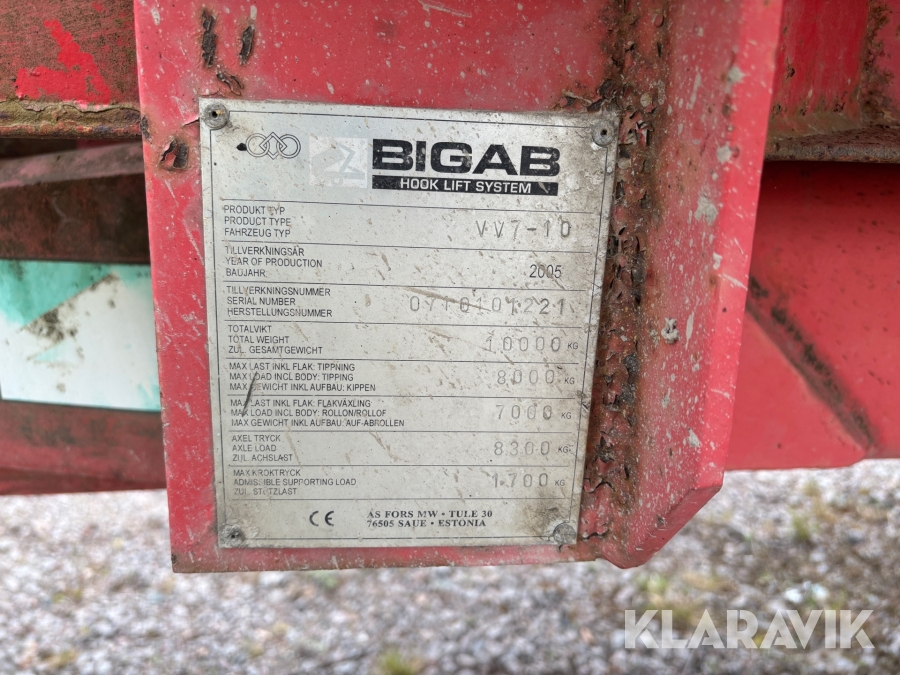 BIGAB
HOOK LIFT SYSTEM
PRODUKT TYP
PRODUCT TYPE
FAHRZEUG TYP
VV7-10
TILLVERKNINGSÅR
YEAR OF PRODUCTION
BAUJAHR
2005
TILLVERKNINGSNUMMER
SERIAL NUMBER
HERSTELLUNGSNUMMER
0710101221
TOTALVIKT
TOTAL WEIGHT
ZUL. GESAMTGEWICHT
10000 KG
MAX LAST INKL FLAK: TIPPNING
MAX LOAD INCL BODY: TIPPING
MAX GEWICHT INKL AUFBAU: KIPPEN
8000 KG
MAX LAST INKL FLAK: FLAKVÄXLING
MAX LOAD INCL BODY: ROLLON/ROLLOF
MAX GEWICHT INKL AUFBAU: AUF-ABROLLEN
7000 KG
AXEL TRYCK
AXLE LOAD
ZUL. ACHSLAST
8300 KG
MAX KROKTRYCK
ADMISSIBLE SUPPORTING LOAD
ZUL. STÜTZLAST
1700 KG
CE
AS FORS MW • TULE 30
76505 SAUE • ESTONIA
KLARAVIK